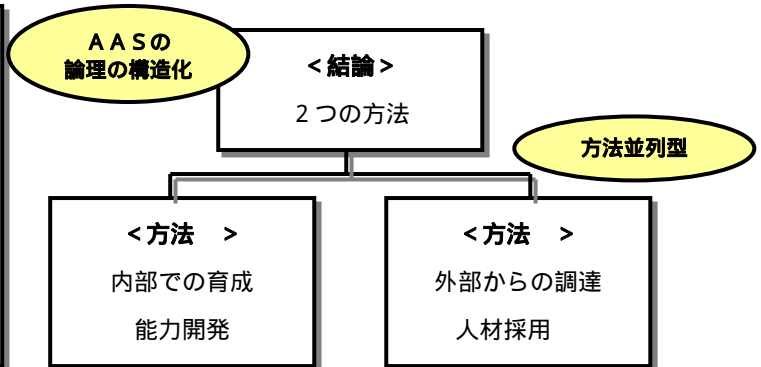 ＡＡＳの
論理の構造化
＜結論＞
２つの方法
方法並列型
＜方法　＞
内部での育成
能力開発
＜方法　＞
外部からの調達
人材採用